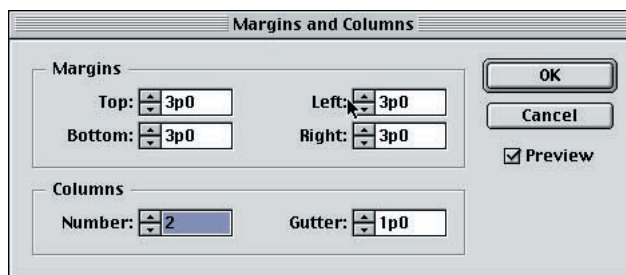 Margins and Columns
Margins
Top: 3p0 Left: 3p0
Bottom: 3p0 Right: 3p0
OK
Cancel
Preview
Columns
Number: 2 Gutter: 1p0